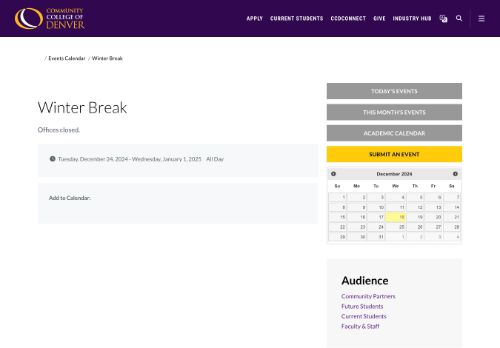 COMMUNITY
COLLEGE OF
DENVER
APPLY CURRENT STUDENTS CCDCONNECT GIVE INDUSTRY HUB
/ Events Calendar / Winter Break
Winter Break
Offices closed.
Tuesday, December 24, 2024 - Wednesday, January 1, 2025 All Day
Add to Calendar:
TODAY'S EVENTS
THIS MONTH'S EVENTS
ACADEMIC CALENDAR
SUBMIT AN EVENT
December 2024
Su Mo Tu We Th Fr Sa
1 2 3 4 5 6 7
8 9 10 11 12 13 14
15 16 17 18 19 20 21
22 23 24 25 26 27 28
29 30 31 1 2 3 4
Audience
Community Partners
Future Students
Current Students
Faculty & Staff